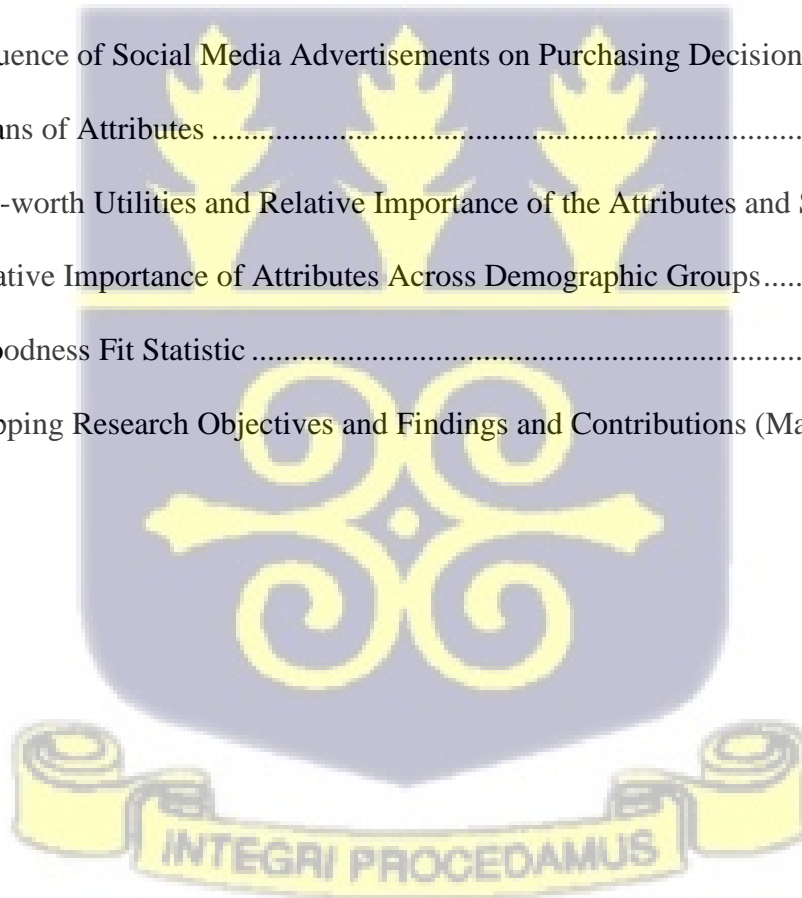 uence of Social Media Advertisements on Purchasing Decision
ans of Attributes ....................................................................................
-worth Utilities and Relative Importance of the Attributes and S
ative Importance of Attributes Across Demographic Groups.....
oodness Fit Statistic ............................................................................
pping Research Objectives and Findings and Contributions (Ma
INTEGRI PROCEDAMUS